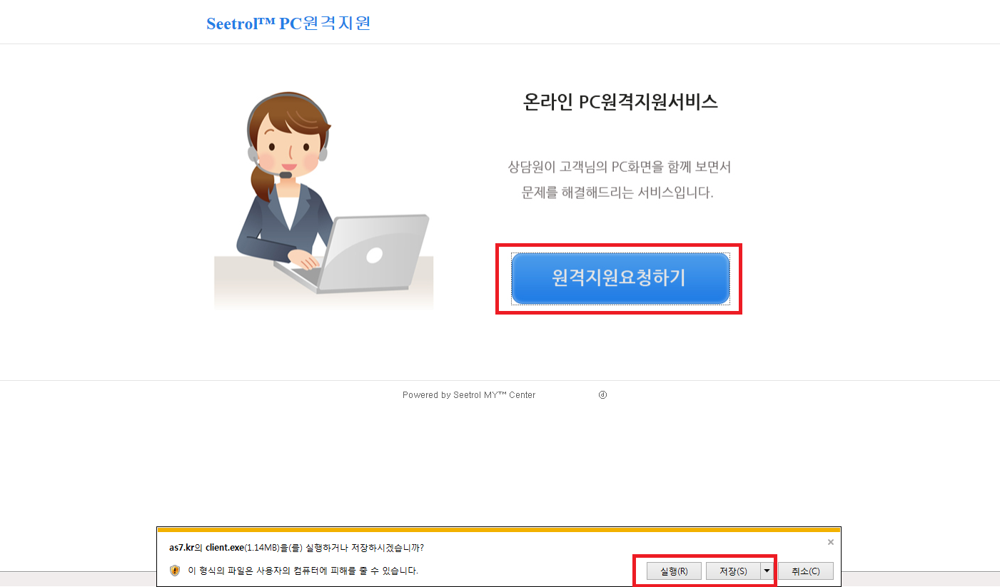 Seetrol™ PC원격지원
온라인 PC원격지원서비스
상담원이 고객님의 PC화면을 함께 보면서
문제를 해결해드리는 서비스입니다.
원격지원요청하기
Powered by Seetrol MY™ Center ⓓ
as7.kr의 client.exe(1.14MB)을(를) 실행하거나 저장하시겠습니까?
이 형식의 파일은 사용자의 컴퓨터에 피해를 줄 수 있습니다.
실행(R) 저장(S) 취소(C)